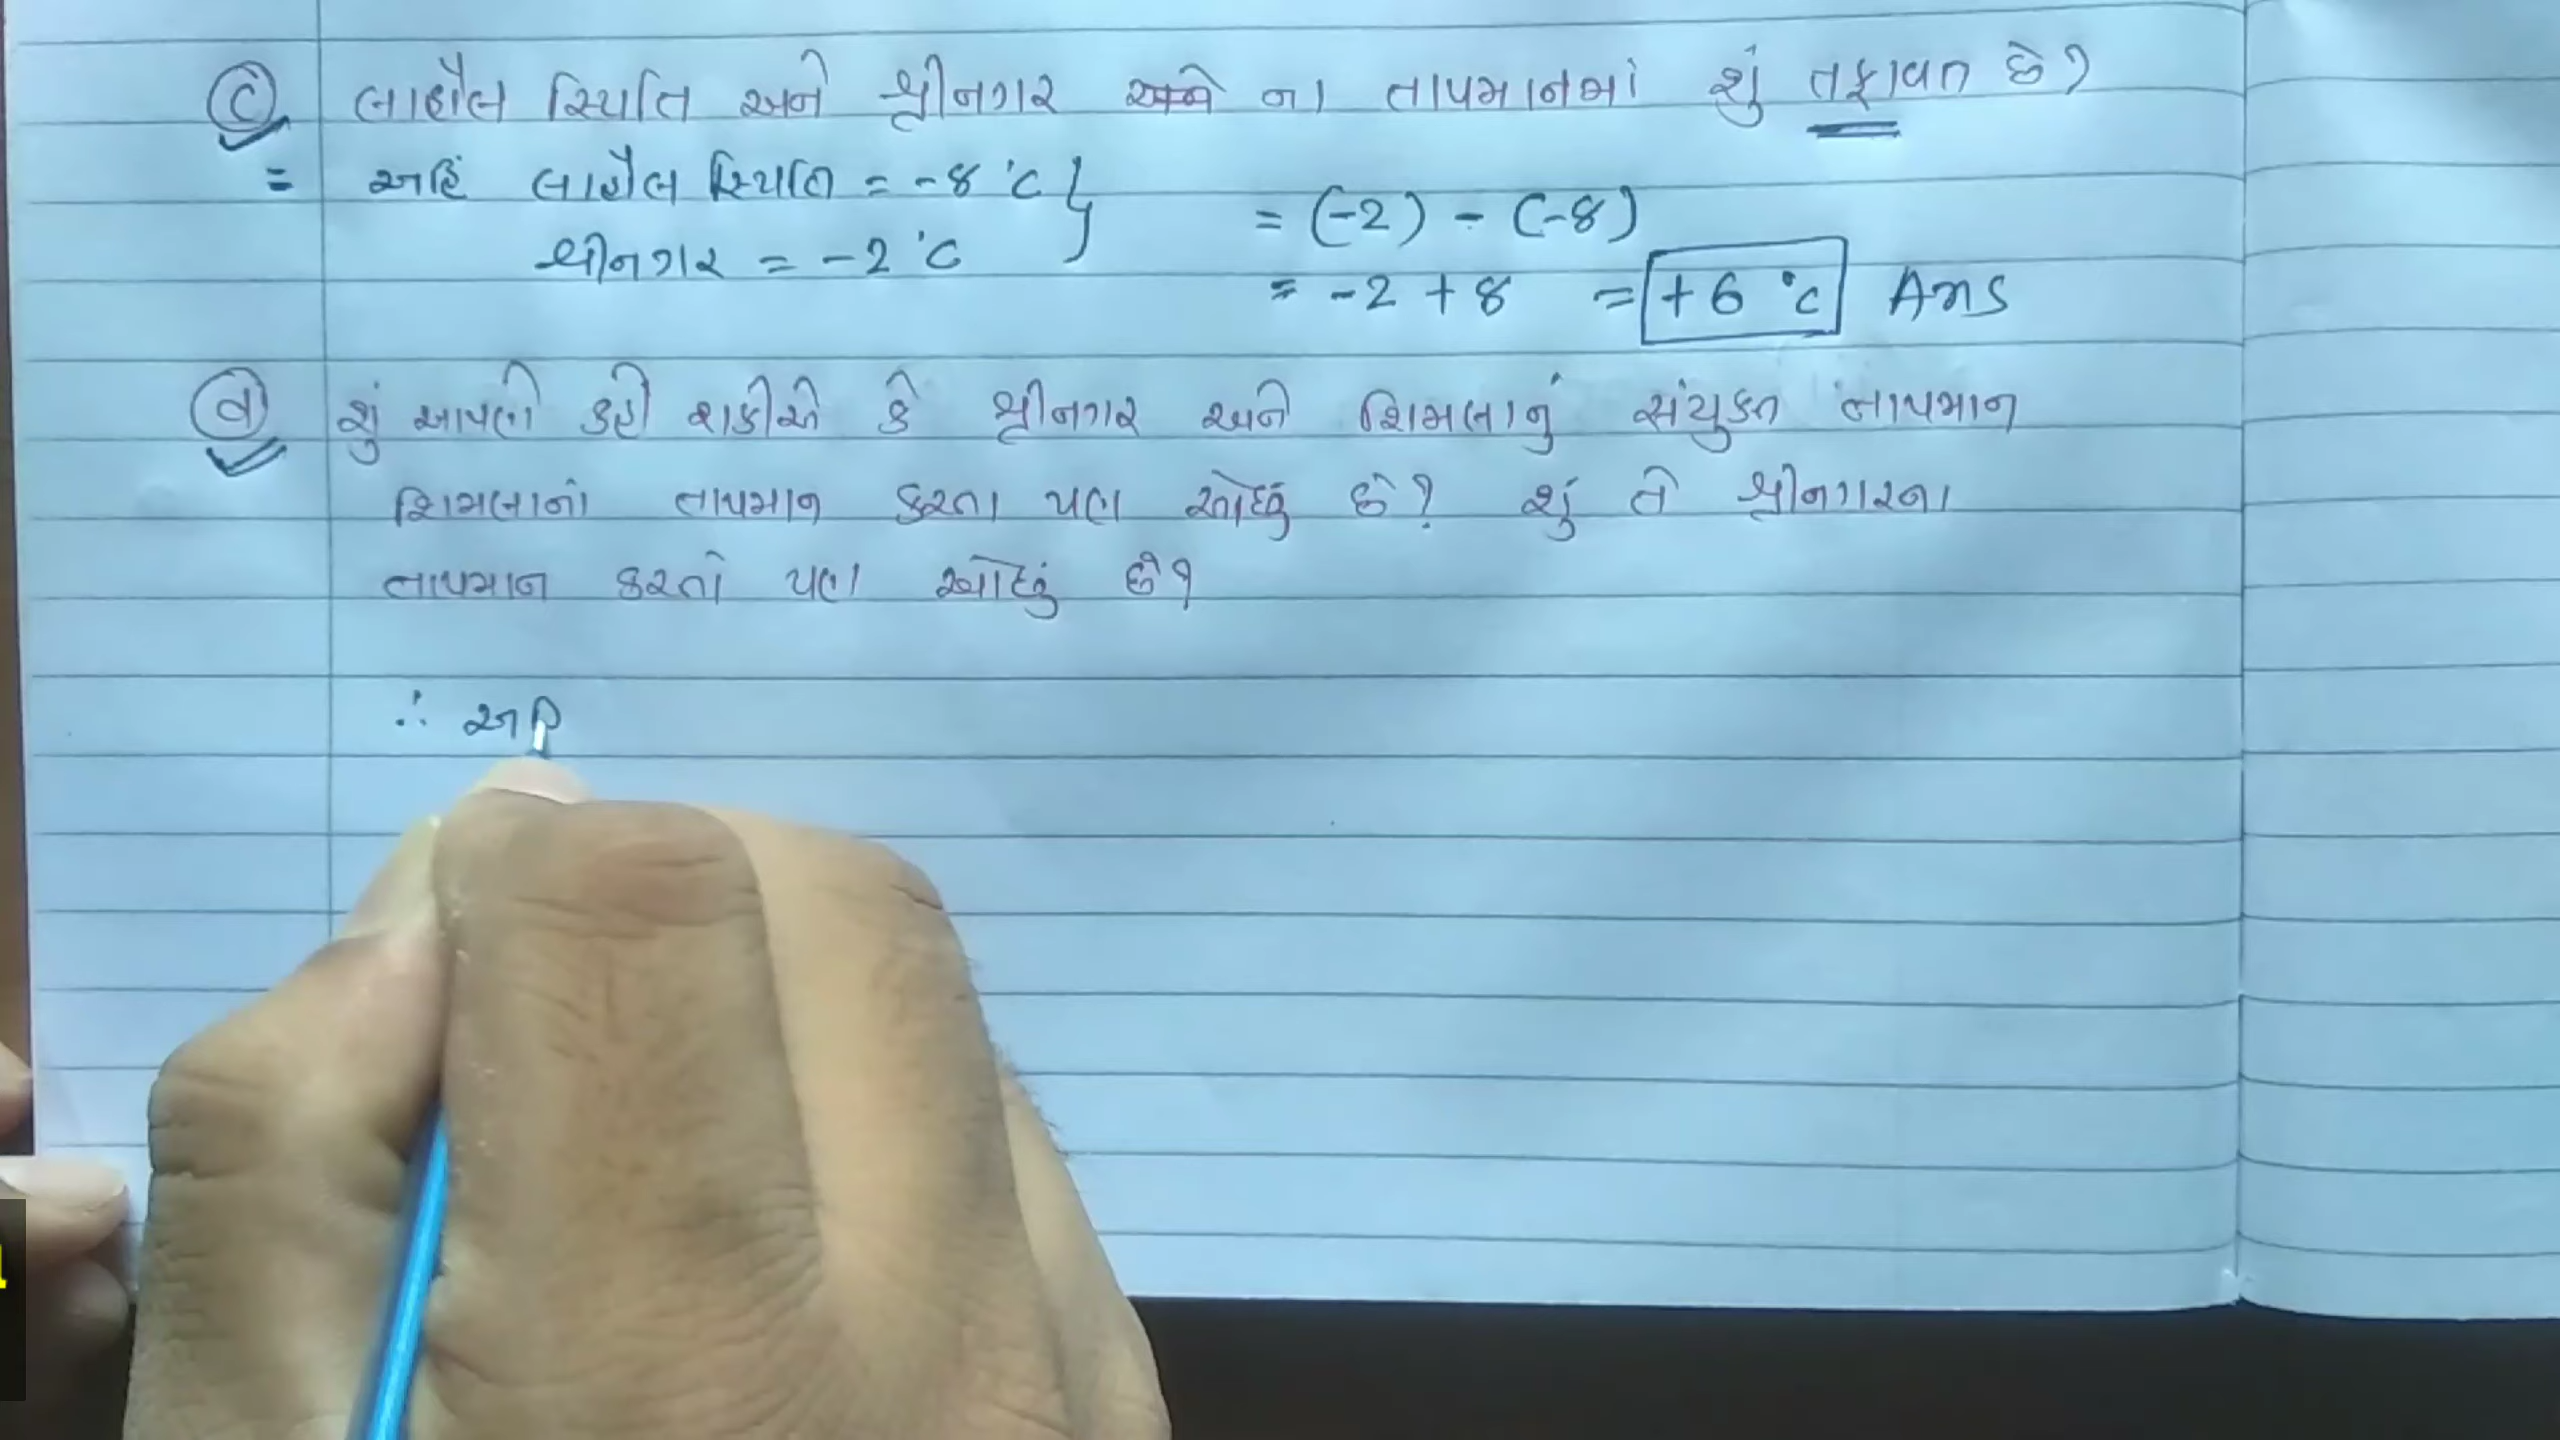 (c) લાહૌલ સ્પિતિ અને શ્રીનગર અને ના તાપમાનમાં શું તફાવત છે?
= અહિં લાહૌલ સ્પિતિ = -8 °C }
શ્રીનગર = -2 °C
= (-2) - (-8)
= -2 + 8 = +6 °C Ans
(d) શું આપણે કહી શકીએ કે શ્રીનગર અને શિમલાનું સંયુક્ત તાપમાન
શિમલાનાં તાપમાન કરતા પણ ઓછું છે? શું તે શ્રીનગરના
તાપમાન કરતાં પણ ઓછું છે?
∴ અ